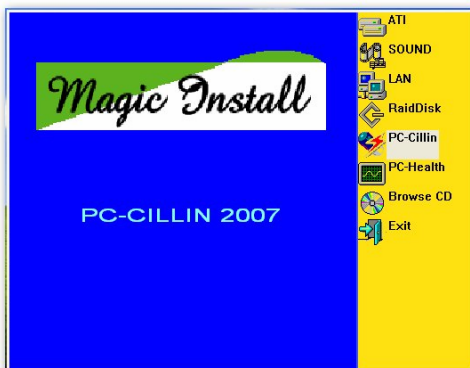 Magic Install
PC-CILLIN 2007
ATI
SOUND
LAN
RaidDisk
PC-Cillin
PC-Health
Browse CD
Exit